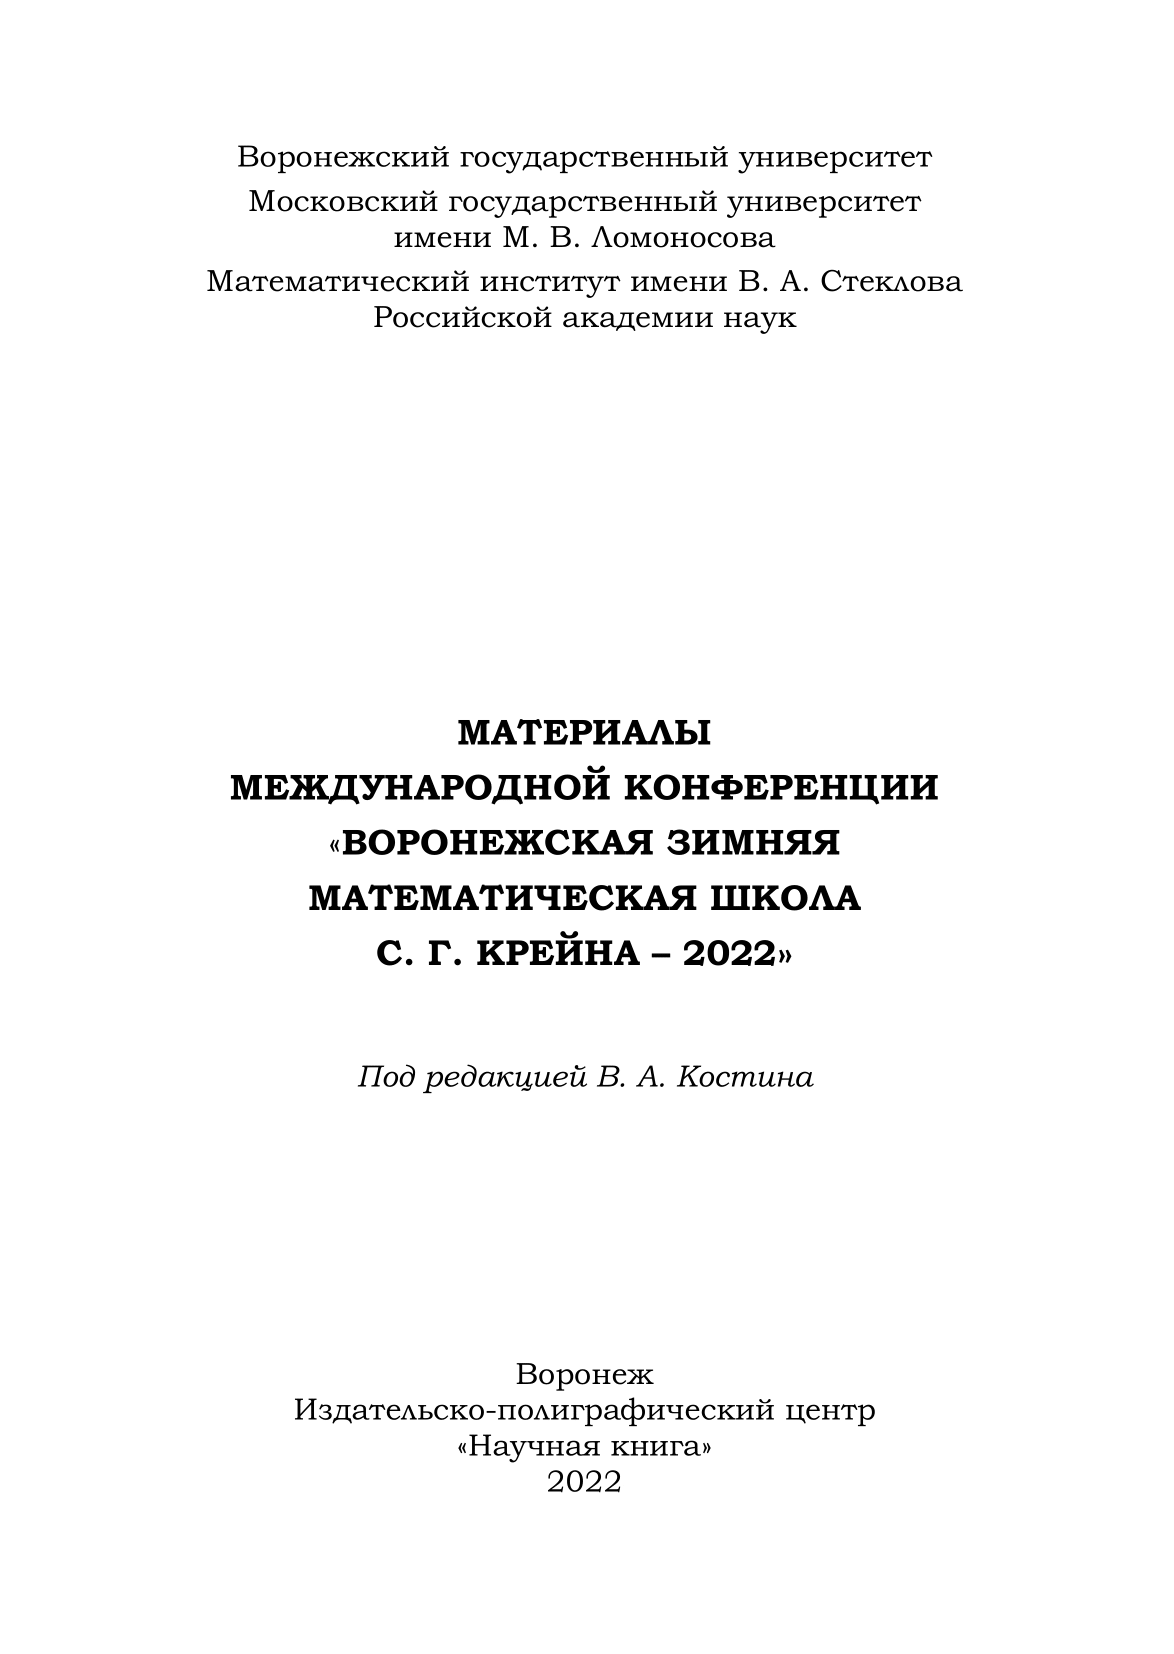 Воронежский государственный университет
Московский государственный университет
имени М. В. Ломоносова
Математический институт имени В. А. Стеклова
Российской академии наук
МАТЕРИАЛЫ
МЕЖДУНАРОДНОЙ КОНФЕРЕНЦИИ
«ВОРОНЕЖСКАЯ ЗИМНЯЯ
МАТЕМАТИЧЕСКАЯ ШКОЛА
С. Г. КРЕЙНА – 2022»
Под редакцией В. А. Костина
Воронеж
Издательско-полиграфический центр
«Научная книга»
2022